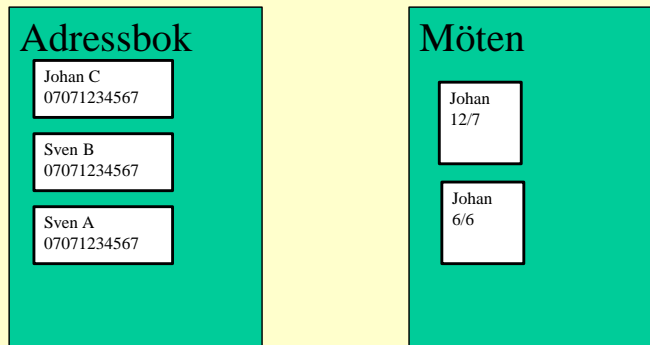 Adressbok
Johan C
07071234567
Sven B
07071234567
Sven A
07071234567
Möten
Johan
12/7
Johan
6/6